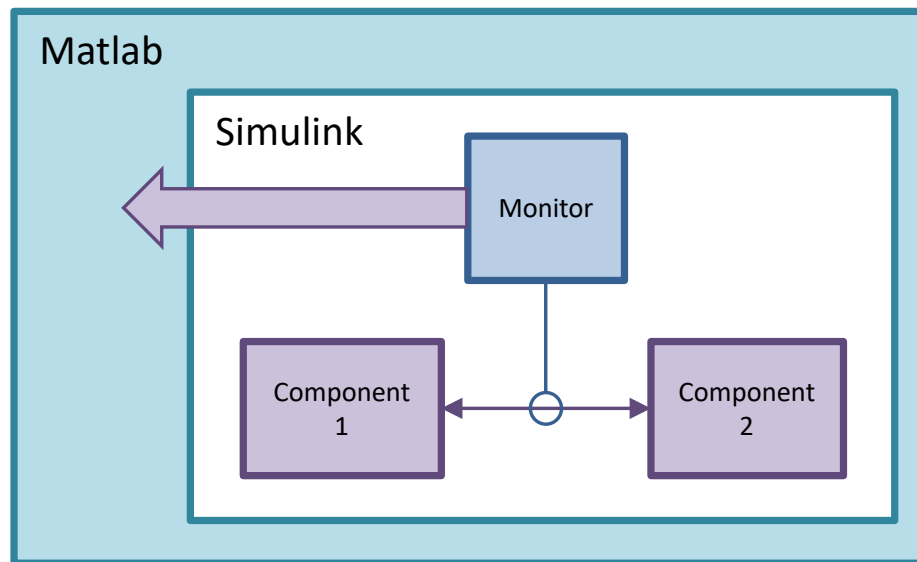 Matlab
Simulink
Monitor
Component
1
Component
2